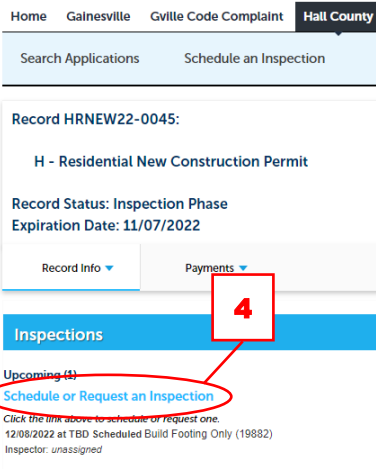 Home Gainesville Gville Code Complaint Hall County
Search Applications Schedule an Inspection
Record HRNEW22-0045:
H - Residential New Construction Permit
Record Status: Inspection Phase
Expiration Date: 11/07/2022
Record Info Payments
4
Inspections
Upcoming (1)
Schedule or Request an Inspection
Click the link above to schedule or request one.
12/08/2022 at TBD Scheduled Build Footing Only (19882)
Inspector: unassigned